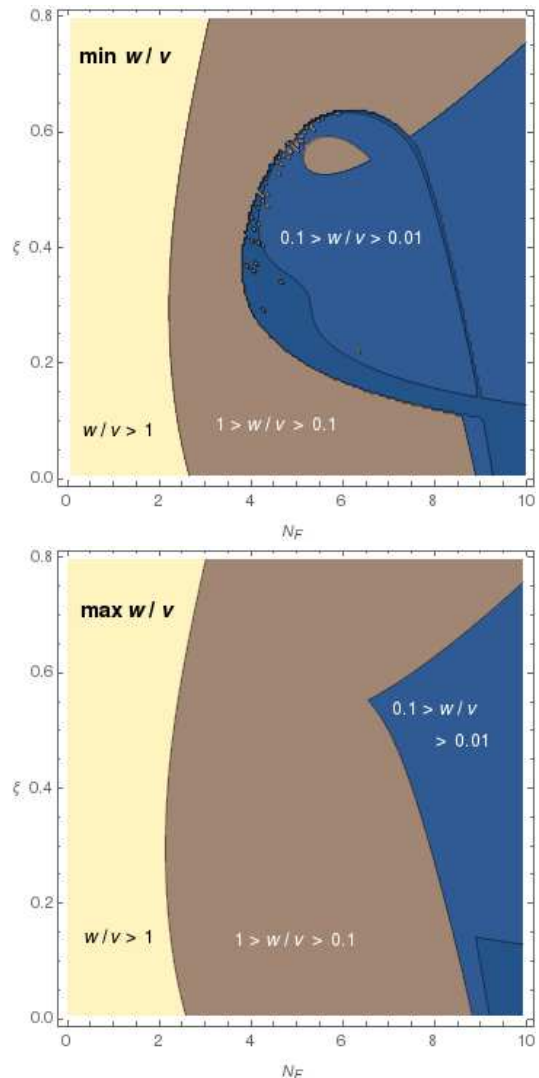 0.8
min w / v
0.6
ξ
0.4
0.1 > w / v > 0.01
0.2
w / v > 1
1 > w / v > 0.1
0.0
0 2 4 6 8 10
N_F
0.8
max w / v
0.6
0.1 > w / v
> 0.01
ξ
0.4
0.2
w / v > 1
1 > w / v > 0.1
0.0
0 2 4 6 8 10
N_F